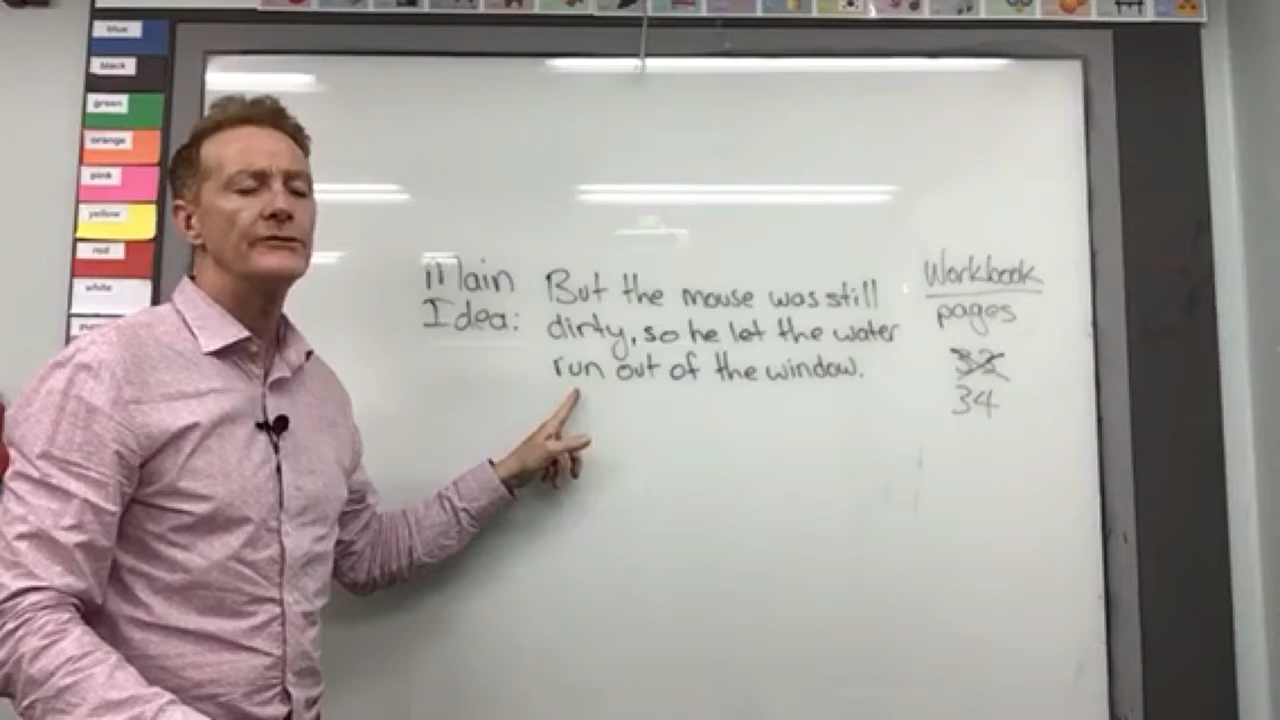 blue
black
green
orange
pink
yellow
red
white
Main
Idea:
But the mouse was still
dirty, so he let the water
run out of the window.
Workbook
pages
34